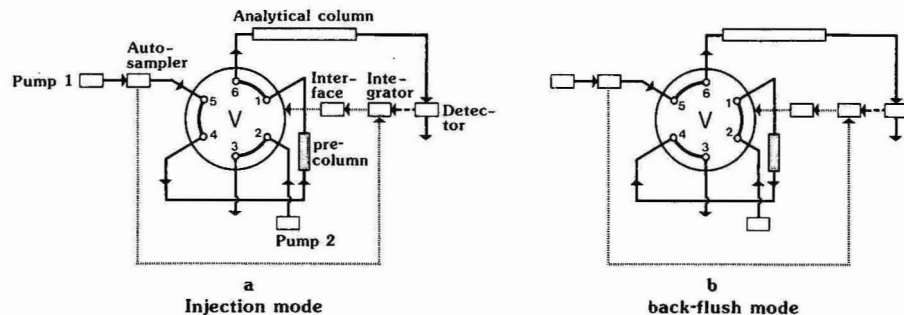 Analytical column
Auto-
sampler
Pump 1
Inter-
face
Inte-
grator
Detec-
tor
6
5
1
V
4
2
3
pre-
column
Pump 2
a
Injection mode
6
5
1
V
4
2
3
b
back-flush mode